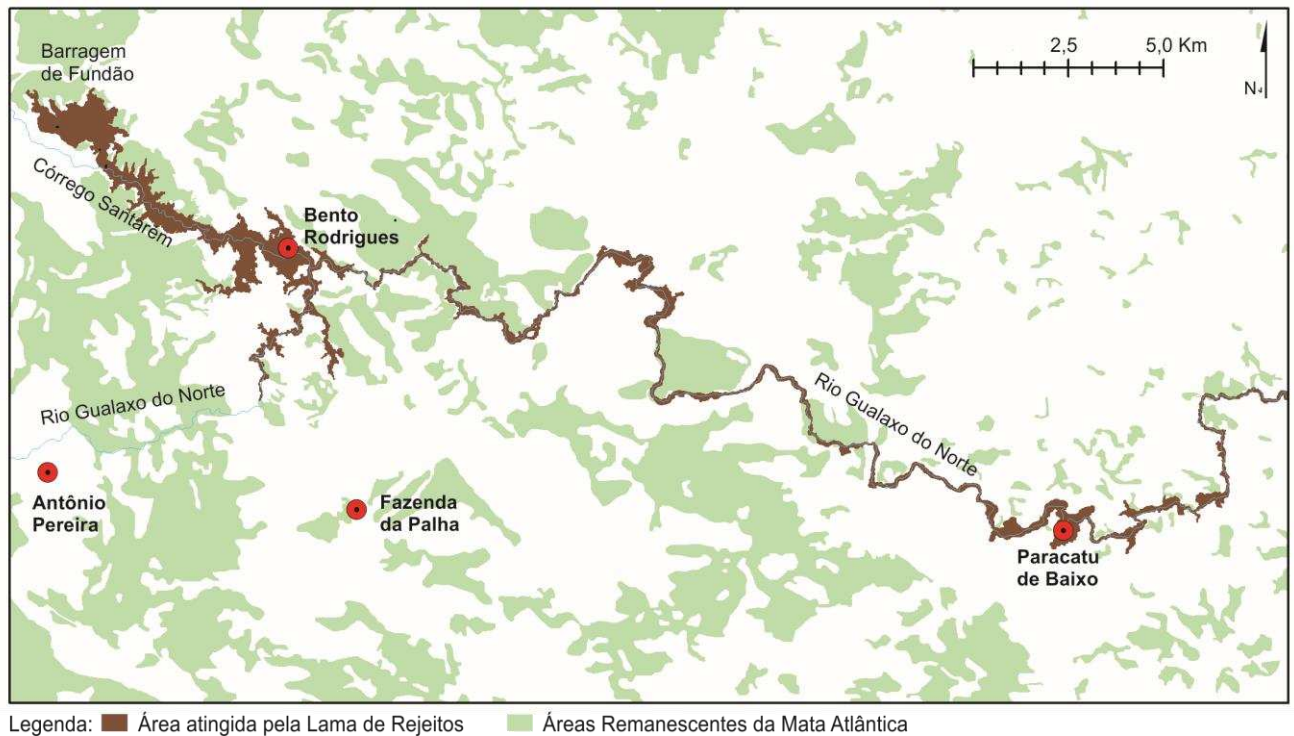 Barragem
de Fundão
2,5 5,0 Km
N
Córrego Santarém
Bento
Rodrigues
Rio Gualaxo do Norte
Rio Gualaxo do Norte
Antônio
Pereira
Fazenda
da Palha
Paracatu
de Baixo
Legenda: Área atingida pela Lama de Rejeitos Áreas Remanescentes da Mata Atlântica